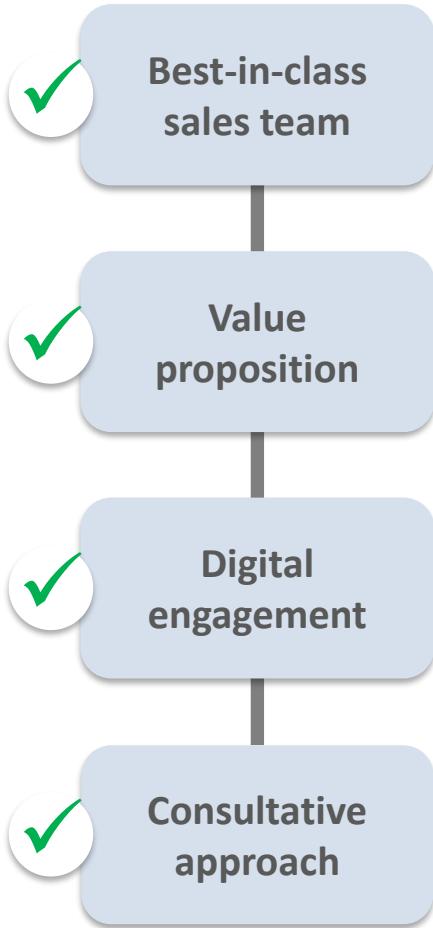 Best-in-class
sales team
Value
proposition
Digital
engagement
Consultative
approach